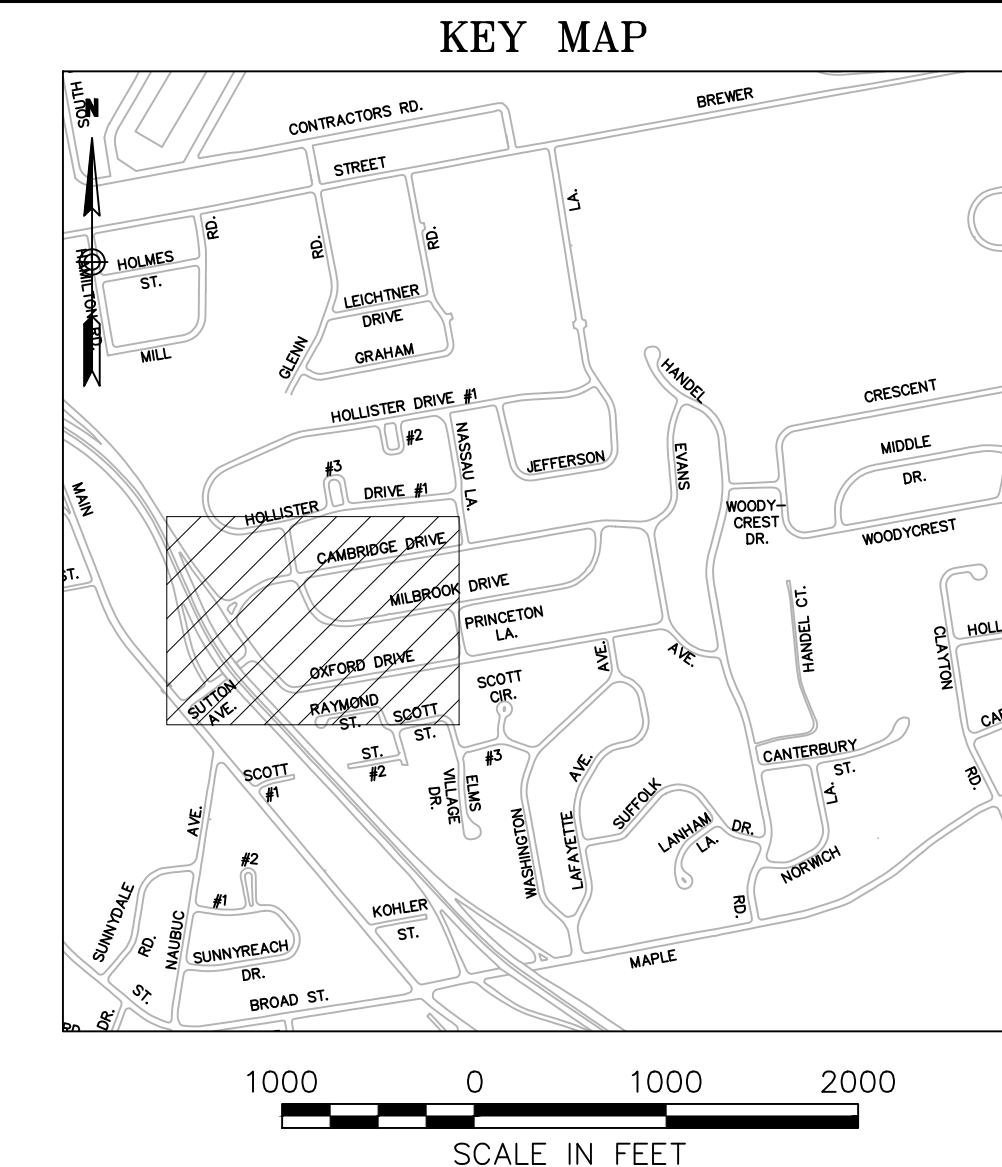 KEY MAP
SOUTH
N
CONTRACTORS RD.
BREWER
STREET
LA.
RD.
RD.
RD.
HOLMES
ST.
HAMILTON RD.
LEICHTNER
DRIVE
MILL
GLENN
GRAHAM
HANDEL
CRESCENT
HOLLISTER DRIVE #1
#2
NASSAU LA.
JEFFERSON
EVANS
MIDDLE
DR.
#3
DRIVE #1
HOLLISTER
MAIN
WOODY-
CREST
DR.
WOODYCREST
CAMBRIDGE DRIVE
ST.
MILBROOK DRIVE
PRINCETON
LA.
HANDEL CT.
CLAYTON
HOLL
OXFORD DRIVE
AVE.
AVE.
SUTTON
AVE.
RAYMOND
ST.
SCOTT
ST.
SCOTT
CIR.
CAR
ST.
#2
#3
CANTERBURY
ST.
SCOTT
#1
VILLAGE
DR.
ELMS
AVE.
LA.
RD.
SUFFOLK
AVE.
WASHINGTON
LAFAYETTE
LANHAM
LA.
DR.
NORWICH
#2
#1
SUNNYDALE
RD.
NAUBUC
KOHLER
ST.
RD.
SUNNYREACH
DR.
MAPLE
ST.
BROAD ST.
RD.
DR.
1000
0
1000
2000
SCALE IN FEET